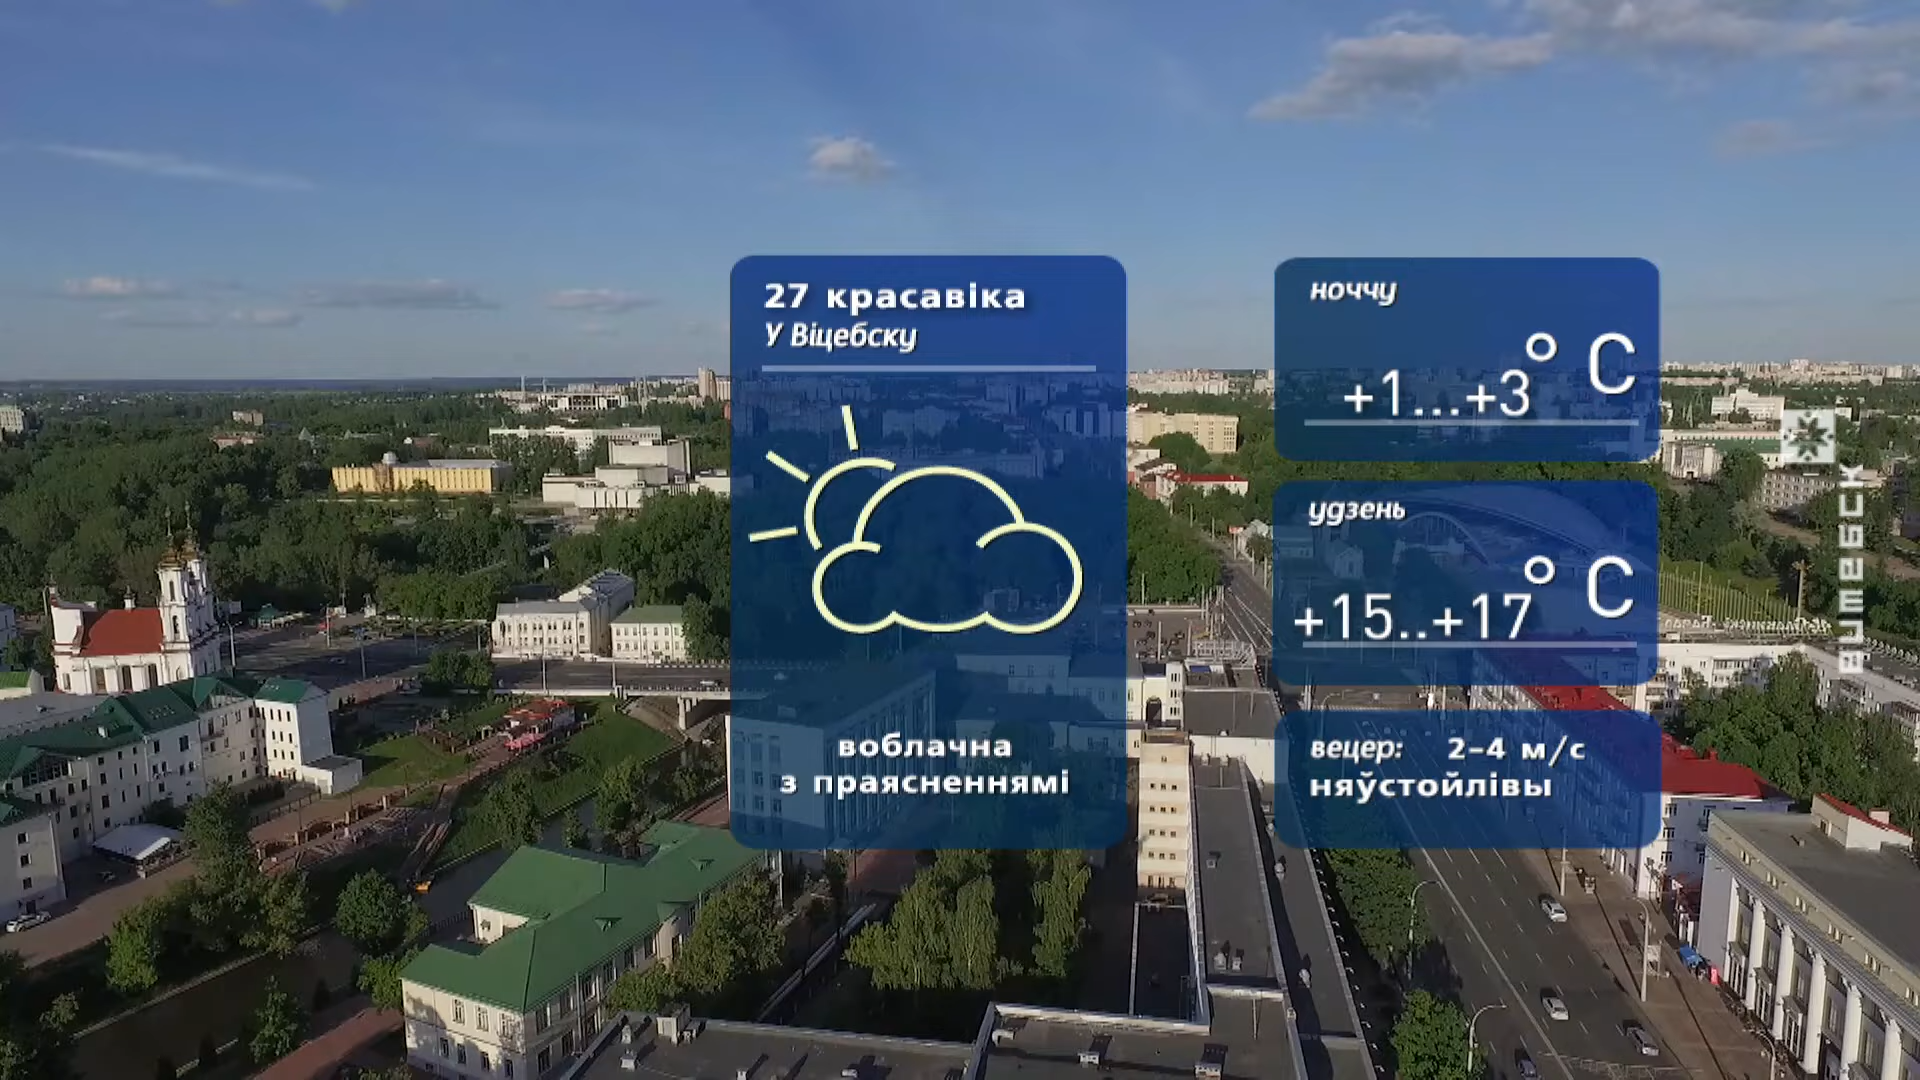 27 красавіка
У Віцебску
воблачна
з праясненнямі
ноччу
+1...+3° C
удзень
+15..+17° C
вецер: 2-4 м/с
няўстойлівы
Витебск